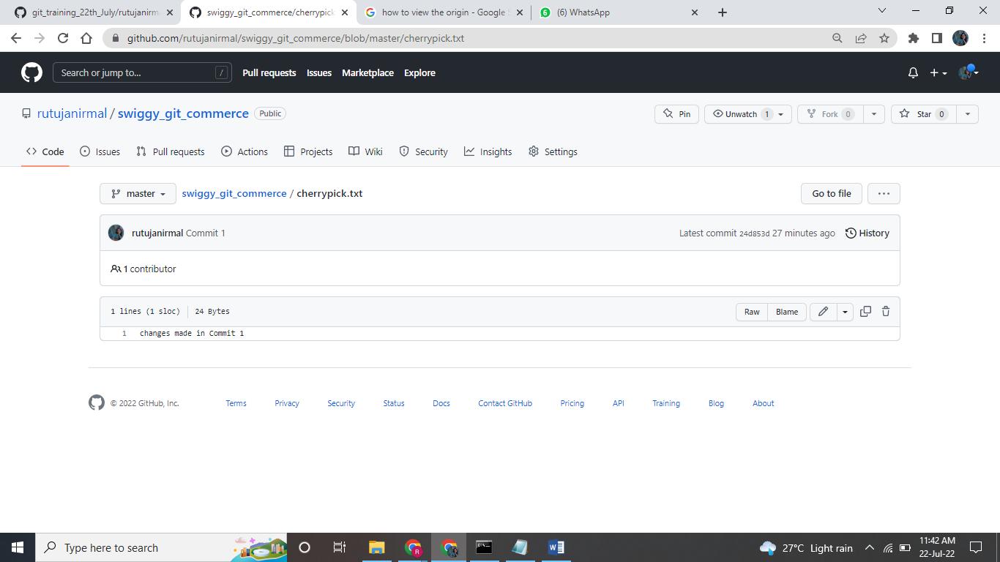 git_training_22th_July/rutujanirm
swiggy_git_commerce/cherrypick
how to view the origin - Google S
6 (6) WhatsApp
github.com/rutujanirmal/swiggy_git_commerce/blob/master/cherrypick.txt
Search or jump to... / Pull requests Issues Marketplace Explore
rutujanirmal / swiggy_git_commerce Public Pin Unwatch 1 Fork 0 Star 0
Code Issues Pull requests Actions Projects Wiki Security Insights Settings
master swiggy_git_commerce / cherrypick.txt Go to file ...
rutujanirmal Commit 1 Latest commit 24d853d 27 minutes ago History
1 contributor
1 lines (1 sloc) 24 Bytes Raw Blame
1 changes made in Commit 1
© 2022 GitHub, Inc. Terms Privacy Security Status Docs Contact GitHub Pricing API Training Blog About
Type here to search R 27°C Light rain 11:42 AM
22-Jul-22